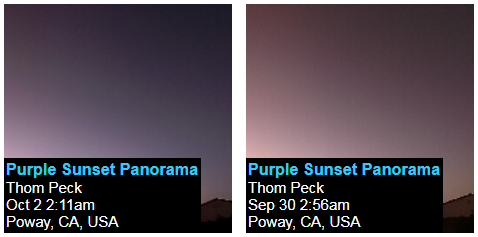 Purple Sunset Panorama
Thom Peck
Oct 2 2:11am
Poway, CA, USA
Purple Sunset Panorama
Thom Peck
Sep 30 2:56am
Poway, CA, USA